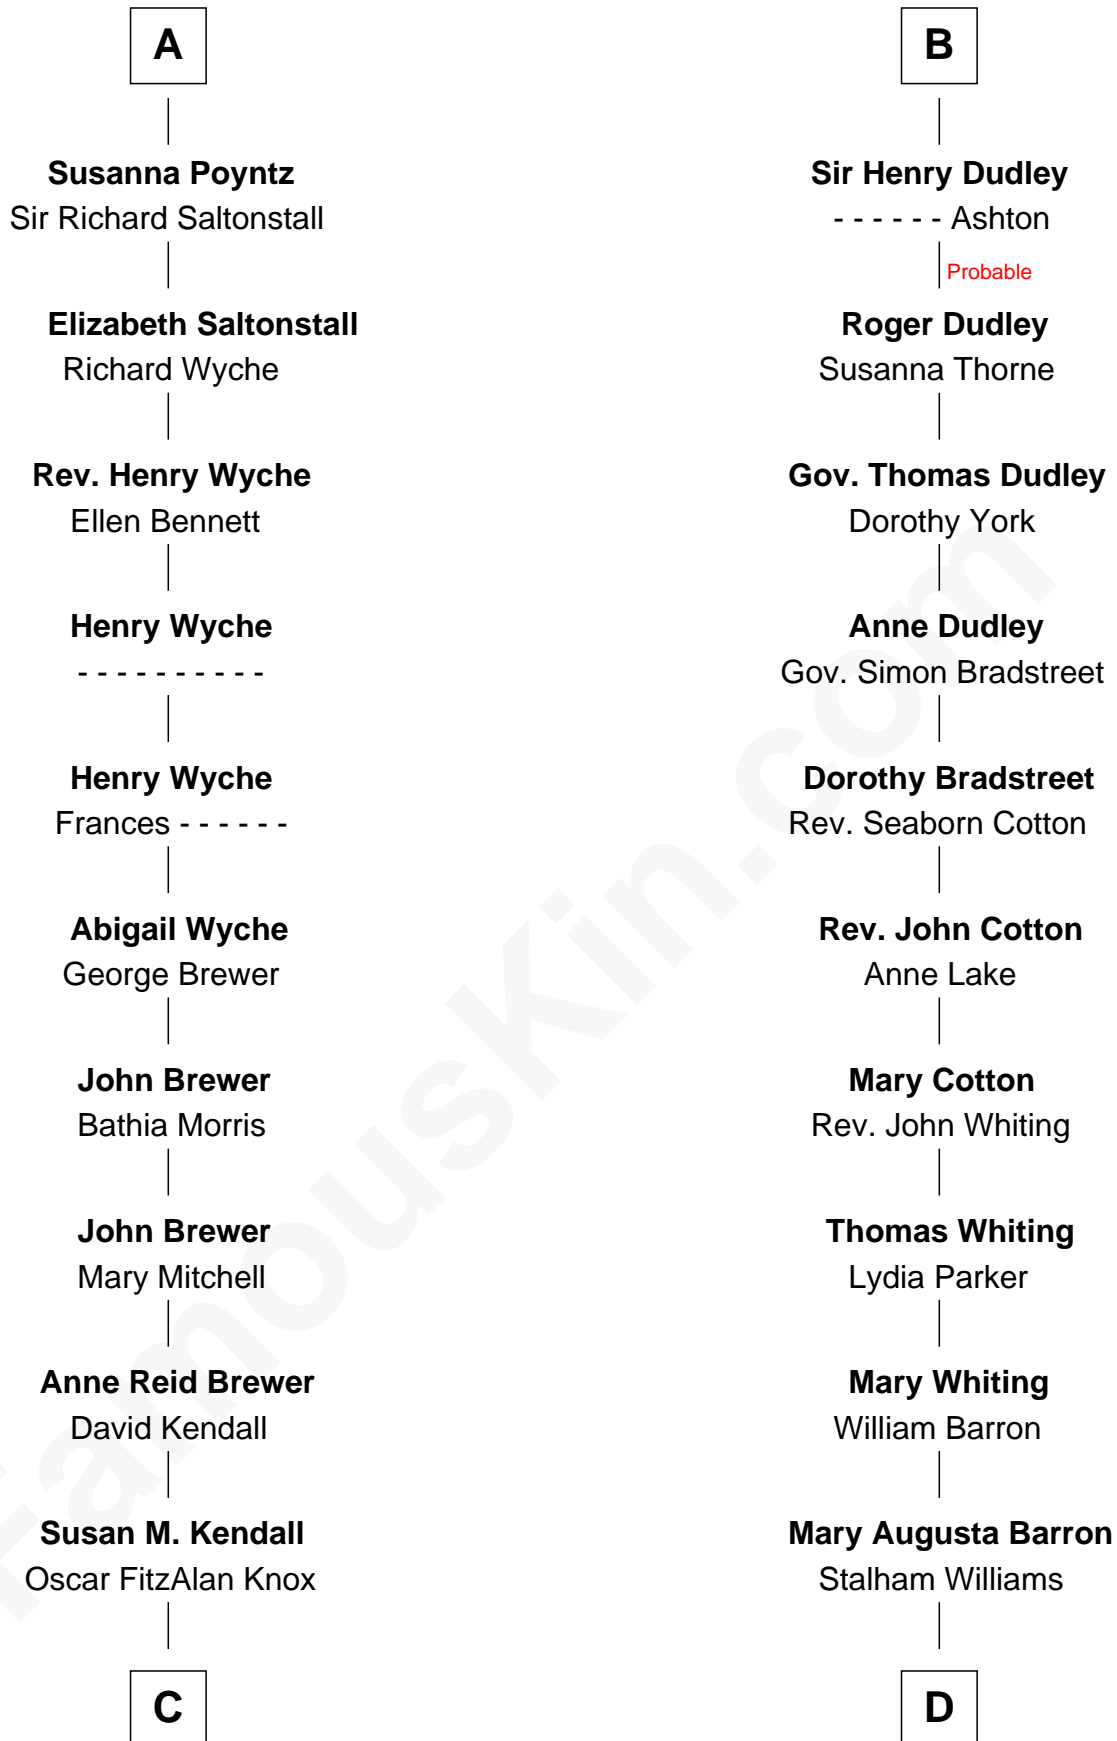 A
Susanna Poyntz
Sir Richard Saltonstall
Elizabeth Saltonstall
Richard Wyche
Rev. Henry Wyche
Ellen Bennett
Henry Wyche
- - - - - - - - - -
Henry Wyche
Frances - - - - - -
Abigail Wyche
George Brewer
John Brewer
Bathia Morris
John Brewer
Mary Mitchell
Anne Reid Brewer
David Kendall
Susan M. Kendall
Oscar FitzAlan Knox
C
B
Sir Henry Dudley
- - - - - - Ashton
Probable
Roger Dudley
Susanna Thorne
Gov. Thomas Dudley
Dorothy York
Anne Dudley
Gov. Simon Bradstreet
Dorothy Bradstreet
Rev. Seaborn Cotton
Rev. John Cotton
Anne Lake
Mary Cotton
Rev. John Whiting
Thomas Whiting
Lydia Parker
Mary Whiting
William Barron
Mary Augusta Barron
Stalham Williams
D
FamousKin.com